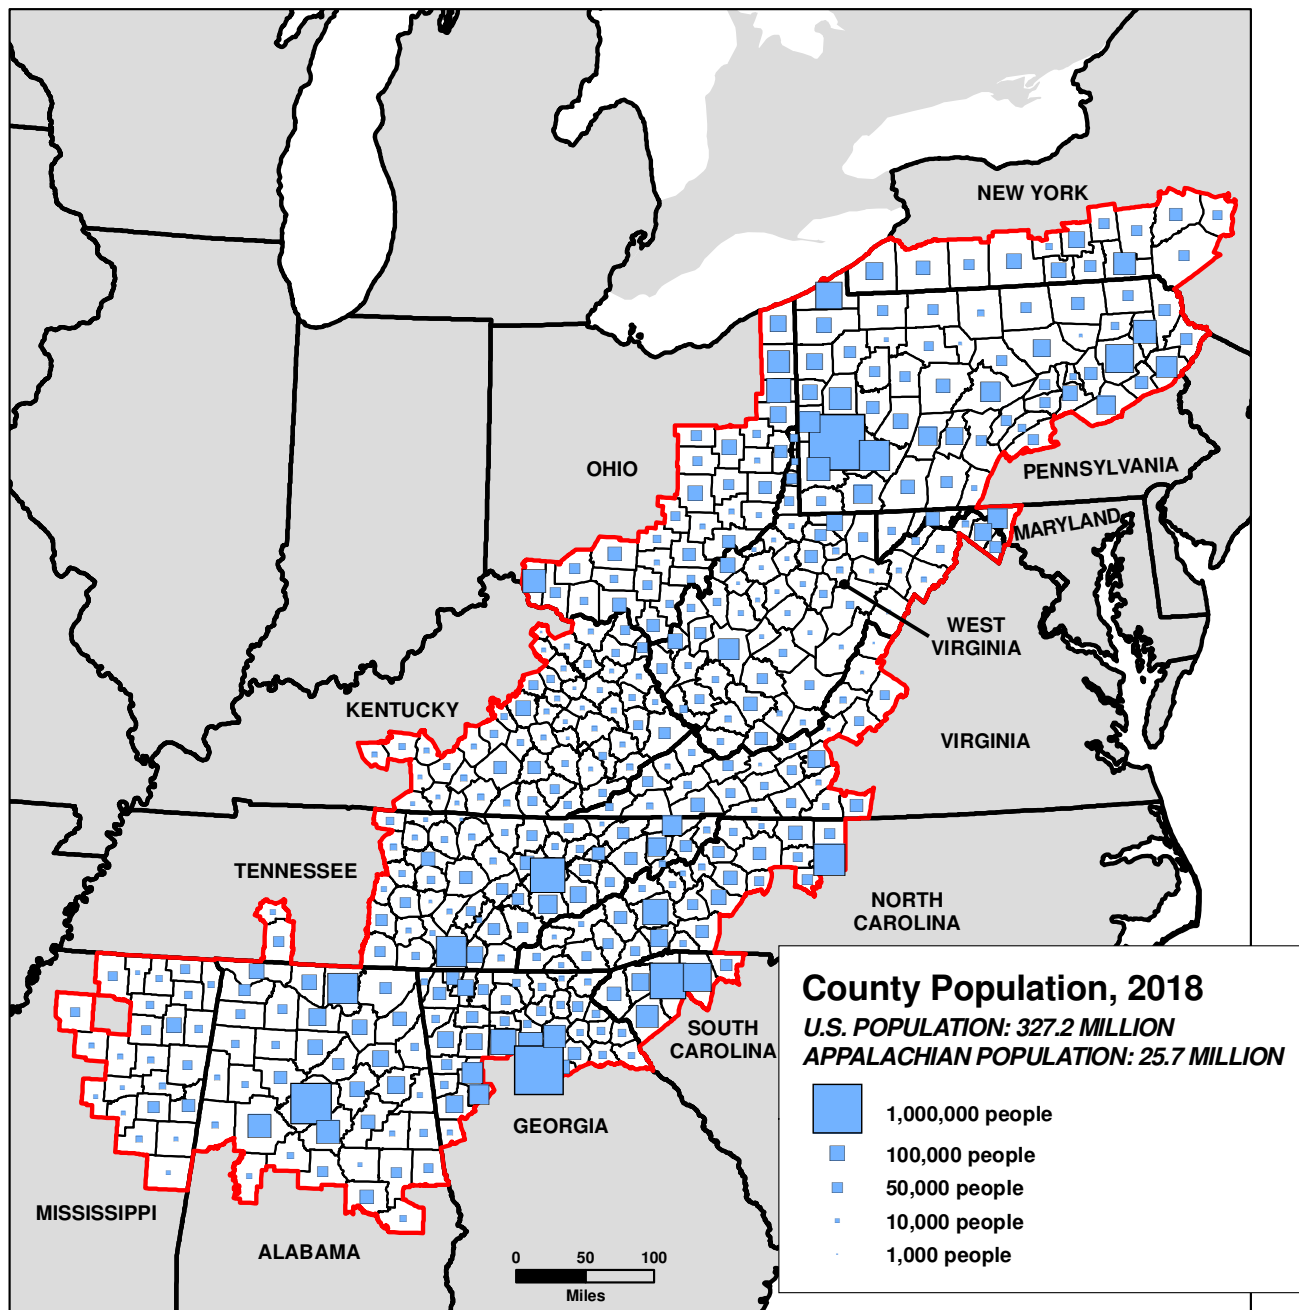 NEW YORK
OHIO
PENNSYLVANIA
MARYLAND
WEST
VIRGINIA
KENTUCKY
VIRGINIA
TENNESSEE
NORTH
CAROLINA
SOUTH
CAROLINA
GEORGIA
MISSISSIPPI
ALABAMA
0 50 100
Miles
County Population, 2018
U.S. POPULATION: 327.2 MILLION
APPALACHIAN POPULATION: 25.7 MILLION
1,000,000 people
100,000 people
50,000 people
10,000 people
1,000 people